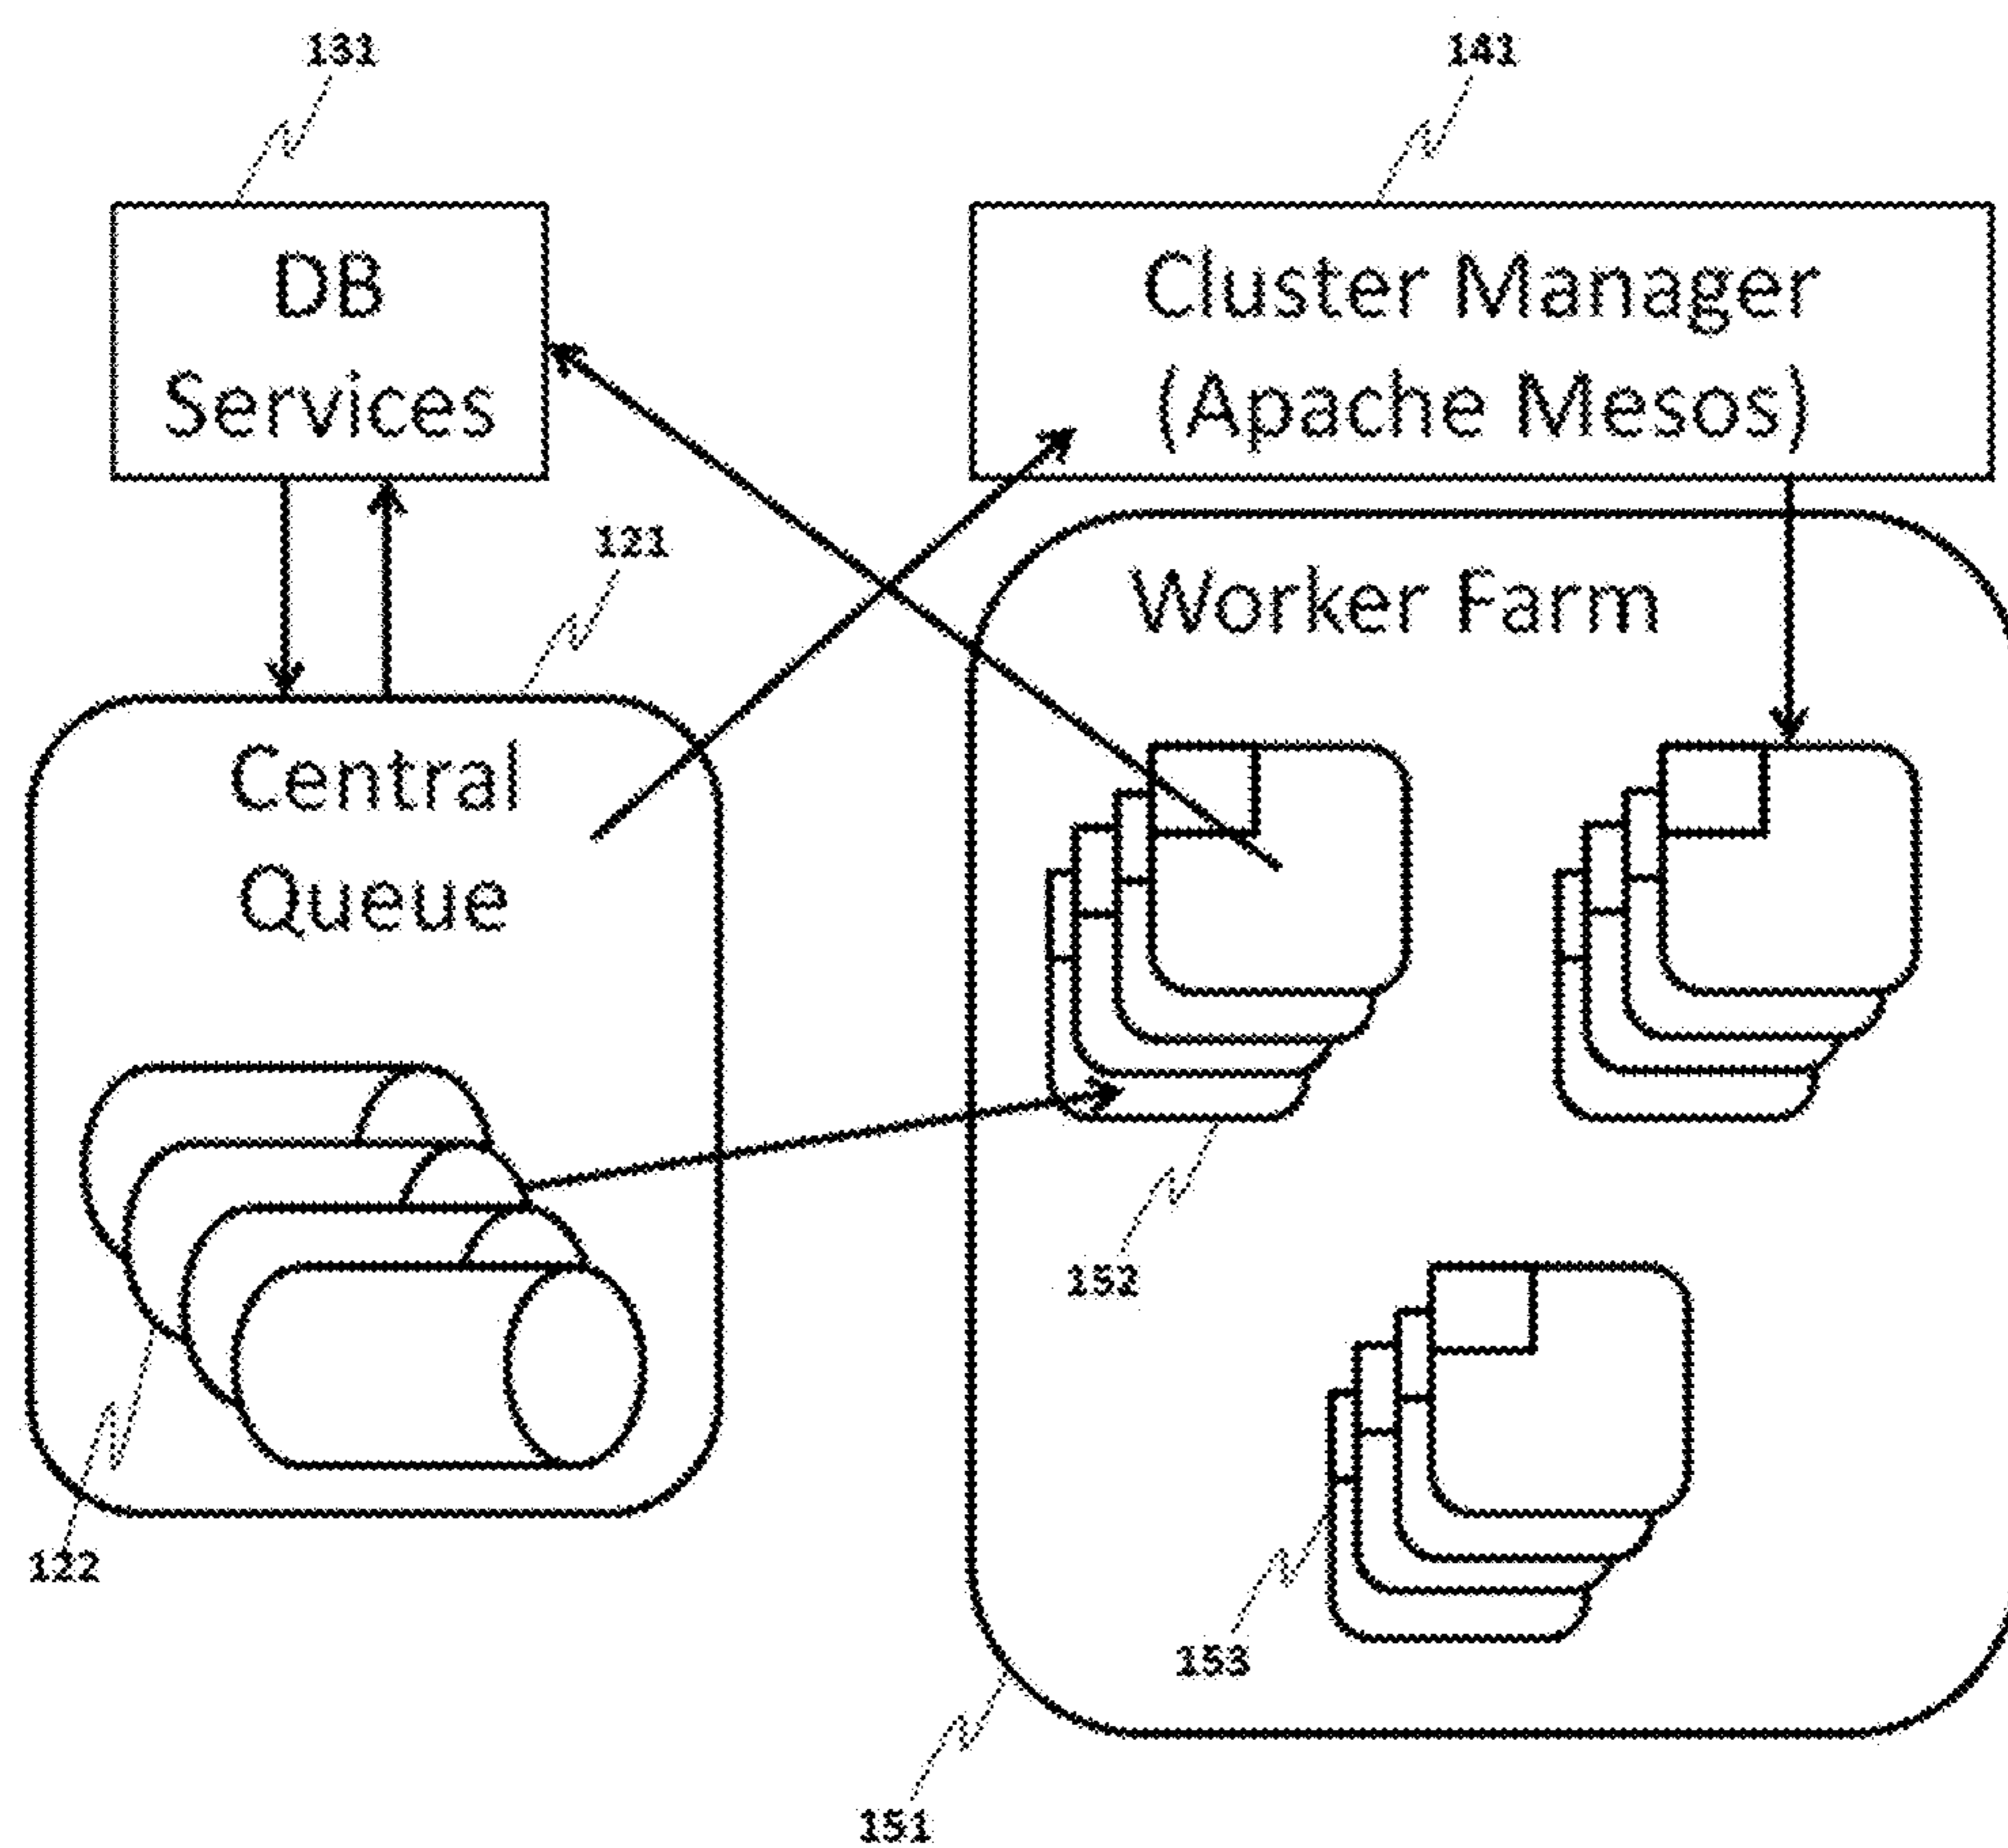 131
141
DB
Services
Cluster Manager
(Apache Mesos)
121
Worker Farm
Central
Queue
152
122
153
151